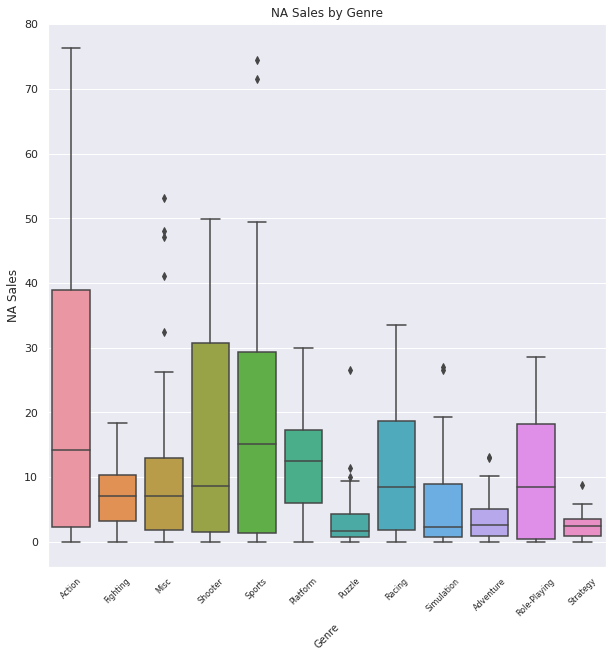 NA Sales by Genre
NA Sales
80
70
60
50
40
30
20
10
0
Action
Fighting
Misc
Shooter
Sports
Platform
Puzzle
Racing
Simulation
Adventure
Role-Playing
Strategy
Genre